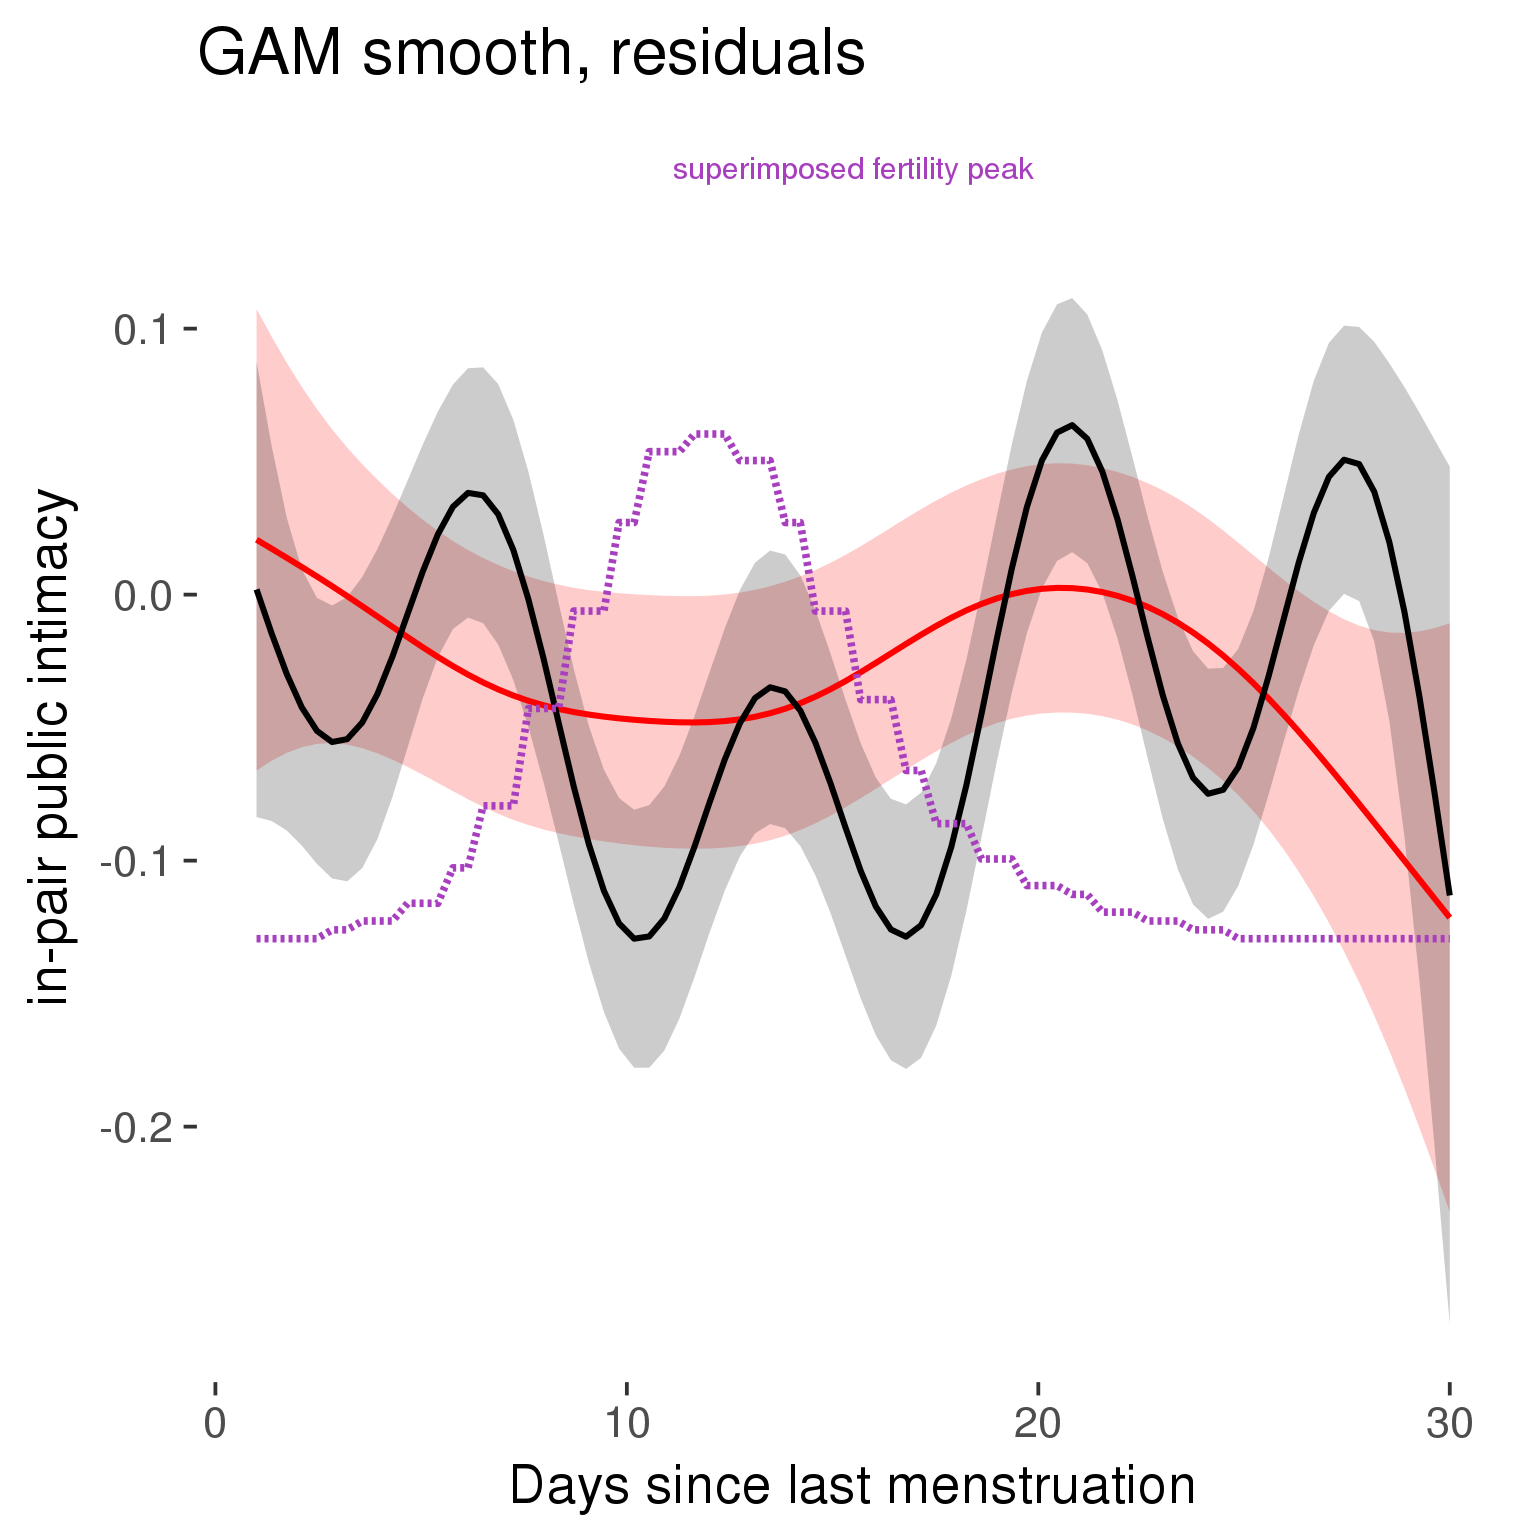 GAM smooth, residuals
superimposed fertility peak
in-pair public intimacy
0.1
0.0
-0.1
-0.2
0
10
20
30
Days since last menstruation